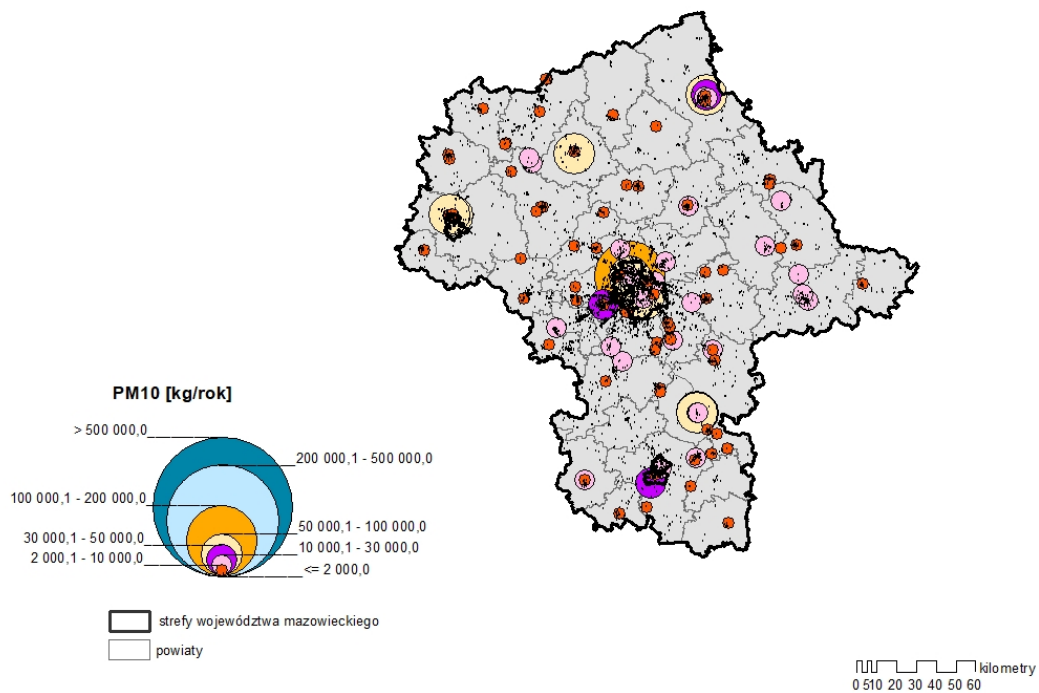 PM10 [kg/rok]
> 500 000,0
200 000,1 - 500 000,0
100 000,1 - 200 000,0
50 000,1 - 100 000,0
30 000,1 - 50 000,0
10 000,1 - 30 000,0
2 000,1 - 10 000,0
<= 2 000,0
strefy województwa mazowieckiego
powiaty
kilometry
0 510 20 30 40 50 60